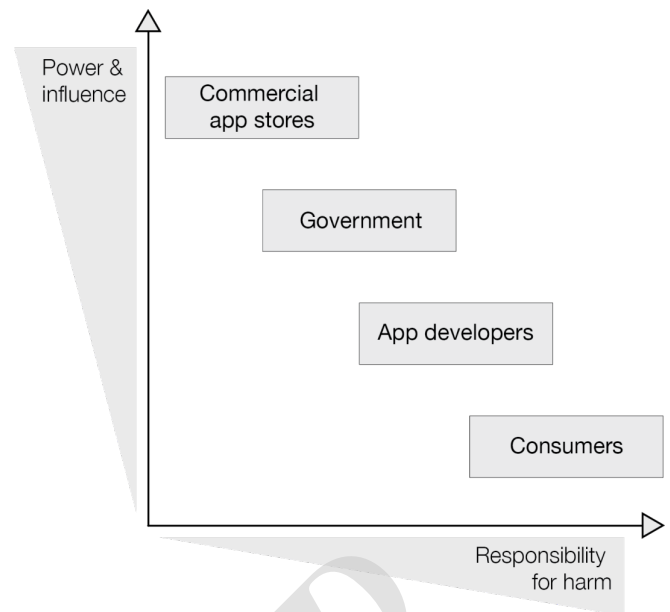 Power &
influence
Commercial
app stores
Government
App developers
Consumers
Responsibility
for harm